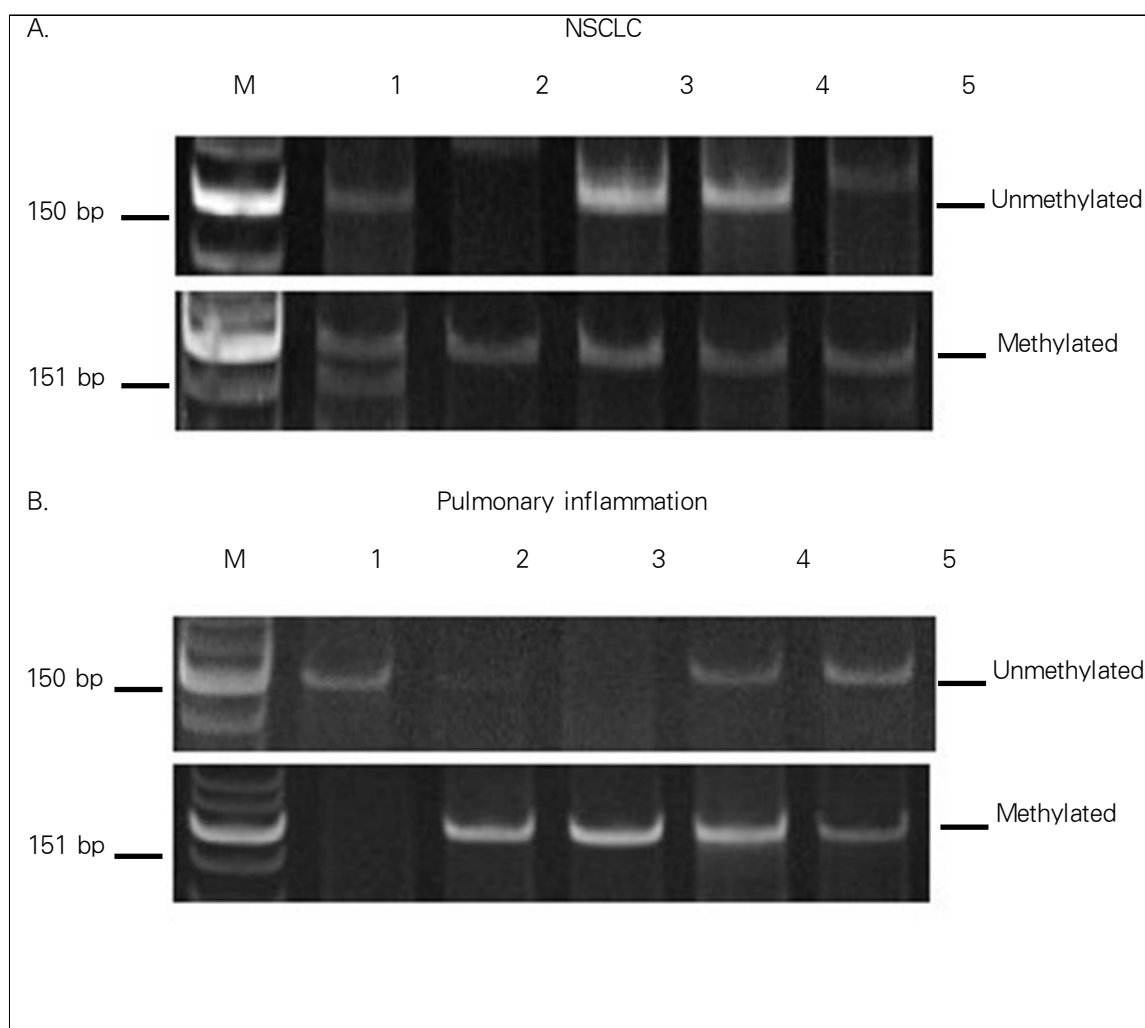 A. NSCLC
M 1 2 3 4 5
150 bp Unmethylated
151 bp Methylated
B. Pulmonary inflammation
M 1 2 3 4 5
150 bp Unmethylated
151 bp Methylated